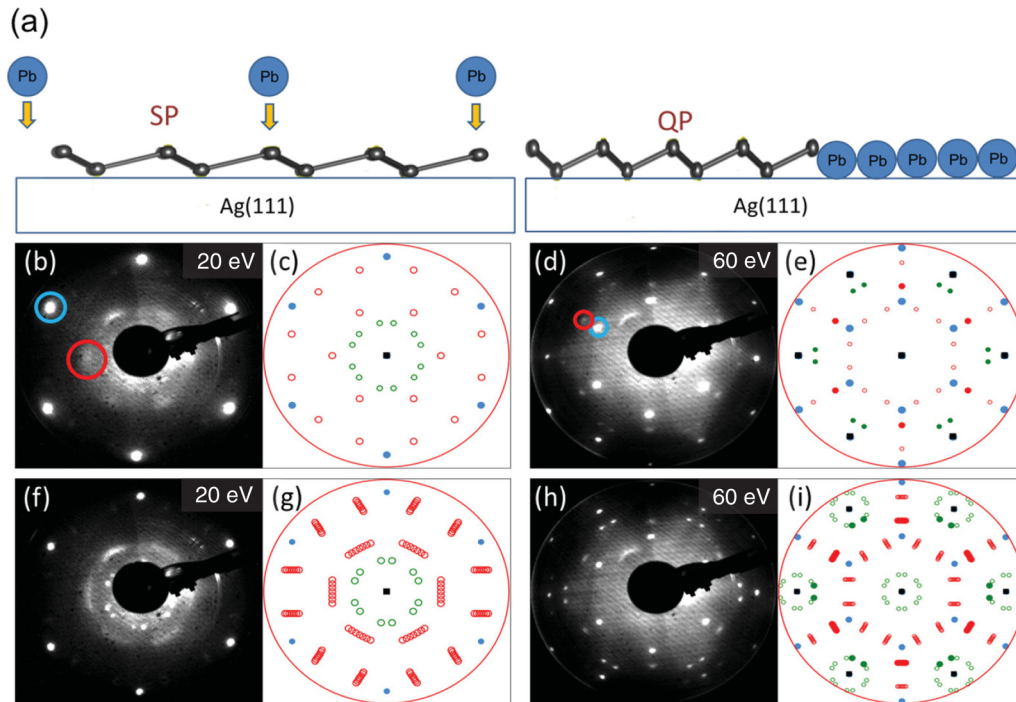 (a)
Pb Pb Pb
SP QP
Pb Pb Pb Pb Pb
Ag(111) Ag(111)
(b) 20 eV (c) (d) 60 eV (e)
(f) 20 eV (g) (h) 60 eV (i)